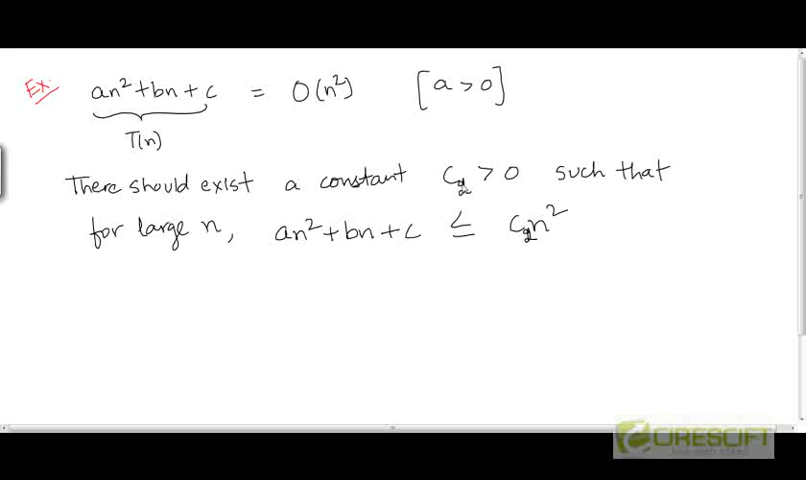 Ex: an² + bn + c = O(n²) [a > 0]
T(n)
There should exist a constant c₂ > 0 such that
for large n, an² + bn + c ≤ c₂n²
CIRESOFT